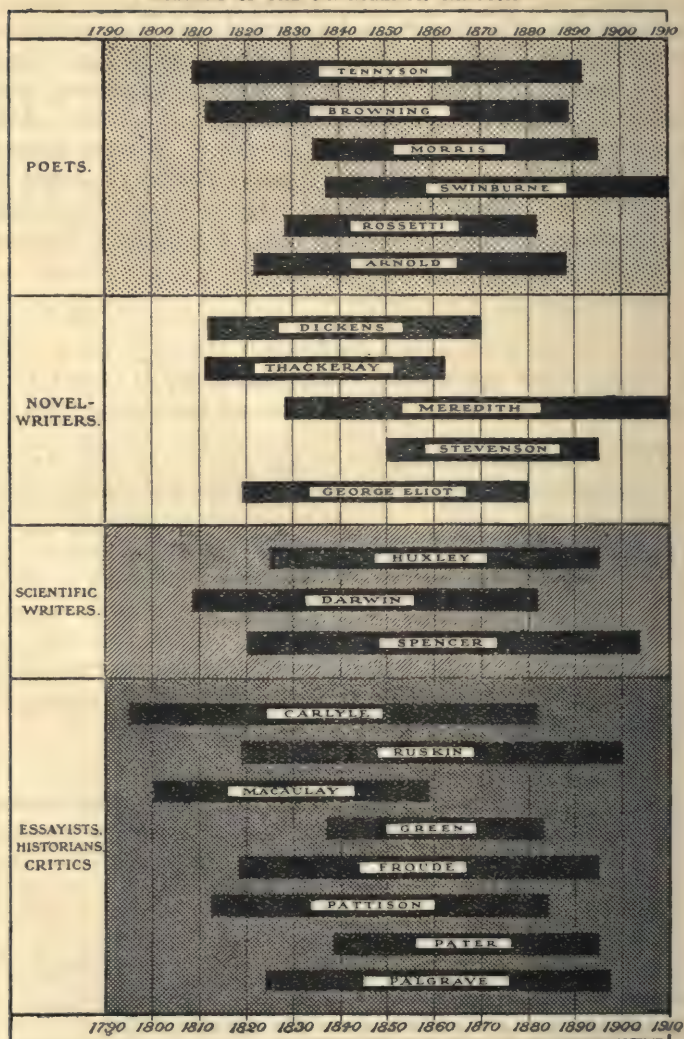 1790 1800 1810 1820 1830 1840 1850 1860 1870 1880 1890 1900 1910
POETS.
TENNYSON
BROWNING
MORRIS
SWINBURNE
ROSSETTI
ARNOLD
NOVEL-
WRITERS.
DICKENS
THACKERAY
MEREDITH
STEVENSON
GEORGE ELIOT
SCIENTIFIC
WRITERS.
HUXLEY
DARWIN
SPENCER
ESSAYISTS,
HISTORIANS,
CRITICS
CARLYLE
RUSKIN
MACAULAY
GREEN
FROUDE
PATTISON
PATER
PALGRAVE
1790 1800 1810 1820 1830 1840 1850 1860 1870 1880 1890 1900 1910